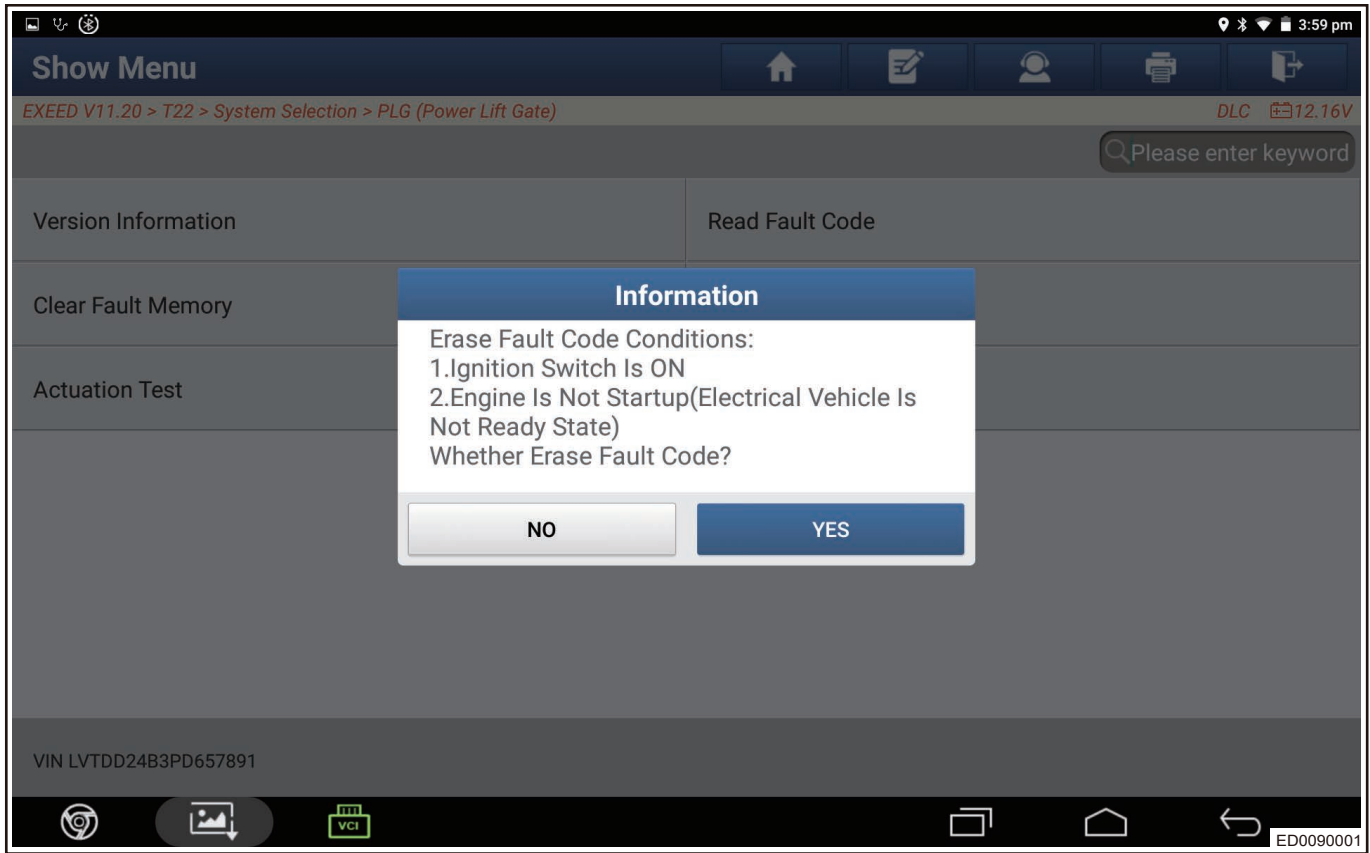 3:59 pm
Show Menu
EXEED V11.20 > T22 > System Selection > PLG (Power Lift Gate)
DLC 12.16V
Please enter keyword
Version Information
Read Fault Code
Clear Fault Memory
Actuation Test
Information
Erase Fault Code Conditions:
1.Ignition Switch Is ON
2.Engine Is Not Startup(Electrical Vehicle Is
Not Ready State)
Whether Erase Fault Code?
NO
YES
VIN LVTDD24B3PD657891
VCI
ED0090001